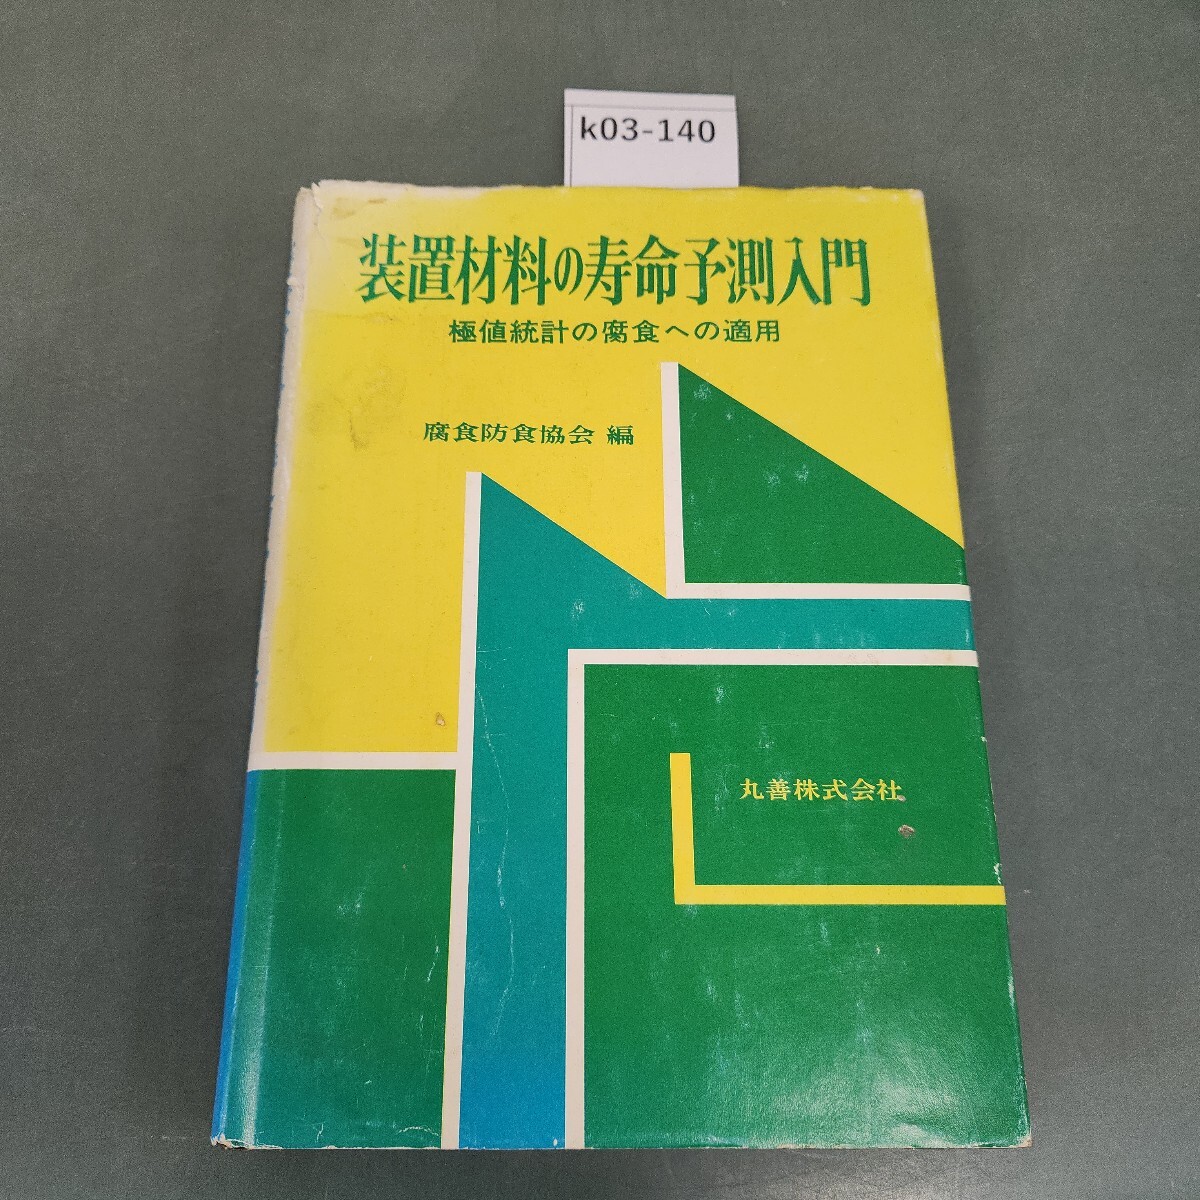 k03-140
装置材料の寿命予測入門
極値統計の腐食への適用
腐食防食協会 編
丸善株式会社